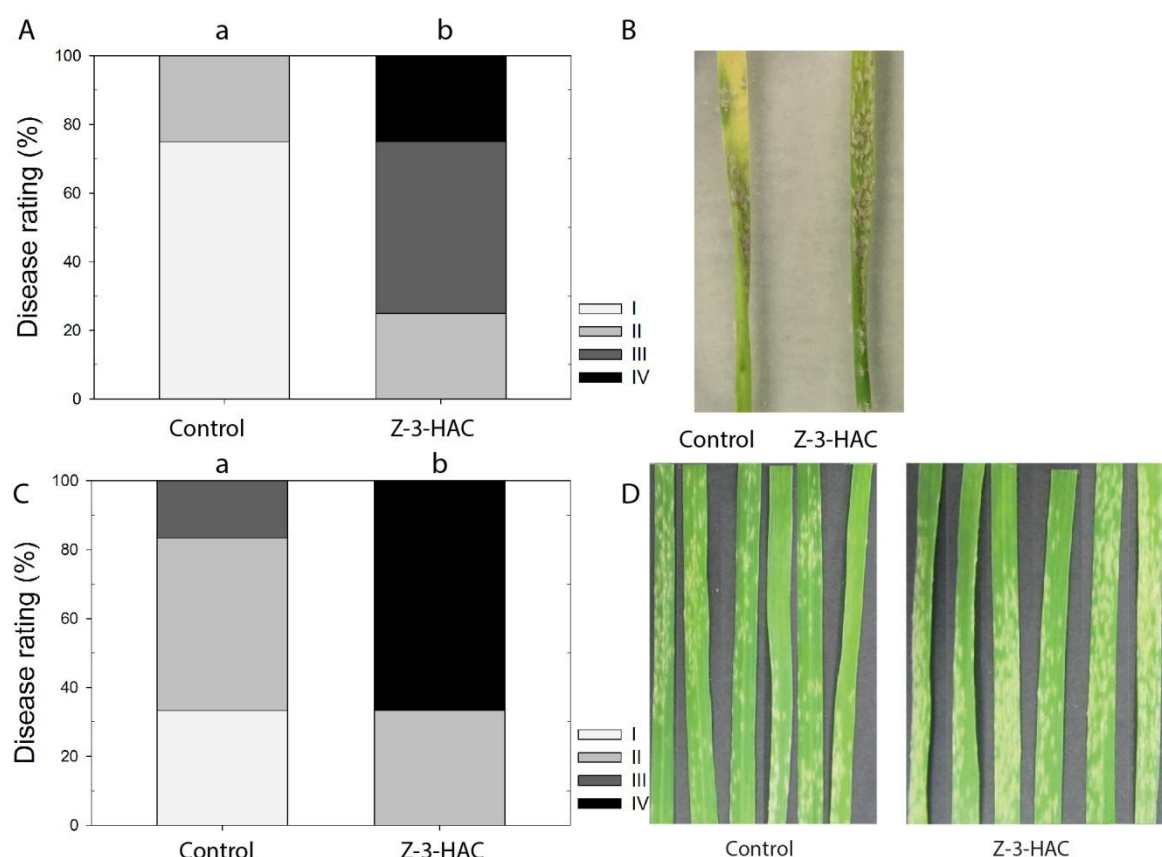 A
a
b
B
Disease rating (%)
100
80
60
40
20
0
I
II
III
IV
Control
Z-3-HAC
Control
Z-3-HAC
C
a
b
D
Disease rating (%)
100
80
60
40
20
0
I
II
III
IV
Control
Z-3-HAC
Control
Z-3-HAC